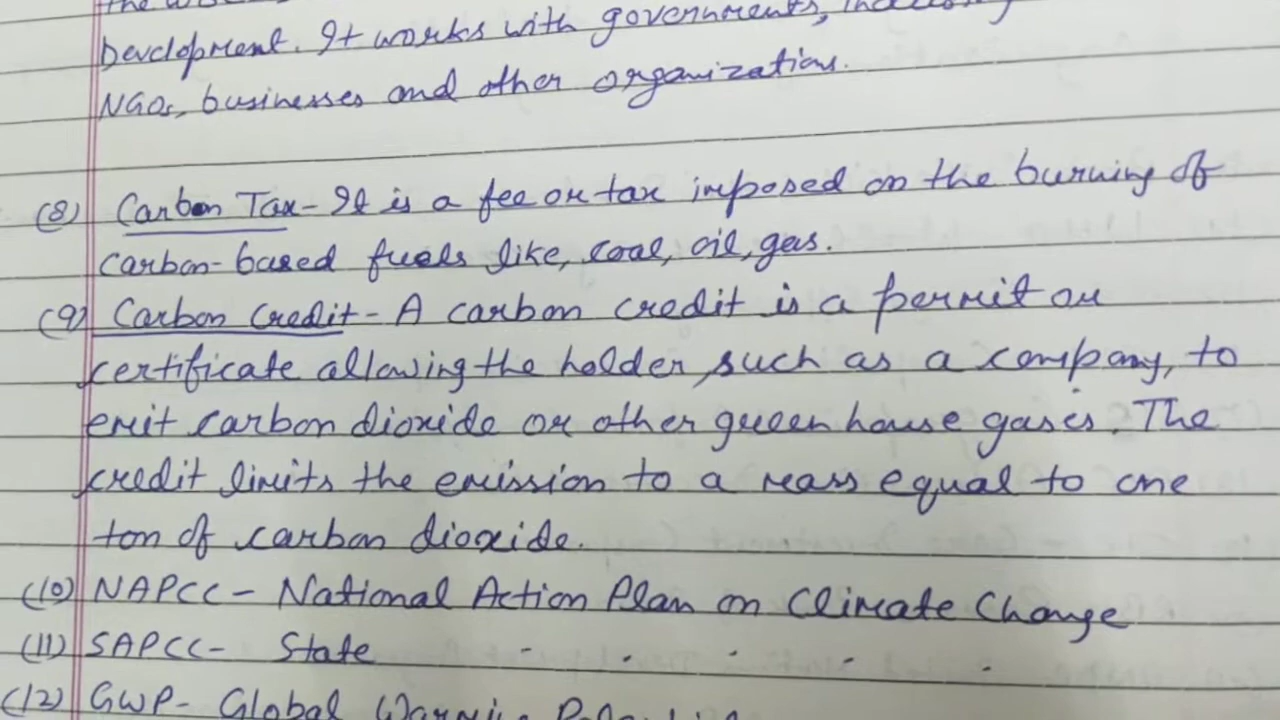 Development. It works with governments, including
NGOs, businesses and other organizations.
(8) Carbon Tax - It is a fee or tax imposed on the burning of
carbon-based fuels like, coal, oil, gas.
(9) Carbon Credit - A carbon credit is a permit or
certificate allowing the holder, such as a company, to
emit carbon dioxide or other green house gases. The
credit limits the emission to a mass equal to one
ton of carbon dioxide.
(10) NAPCC - National Action Plan on Climate Change
(11) SAPCC - State - . - - -
(12) GWP - Global Warming